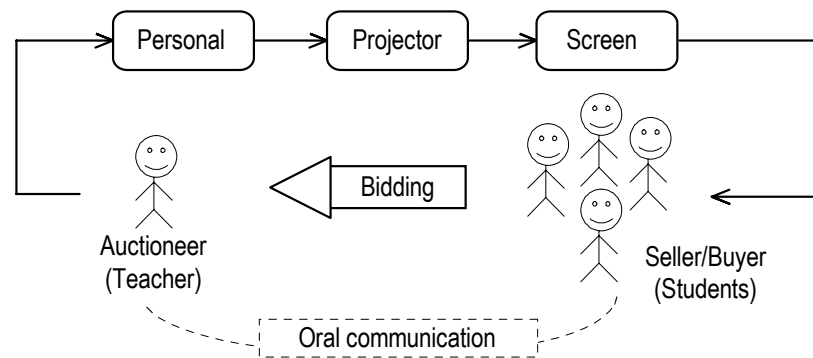 Personal
Projector
Screen
Bidding
Auctioneer
(Teacher)
Seller/Buyer
(Students)
Oral communication